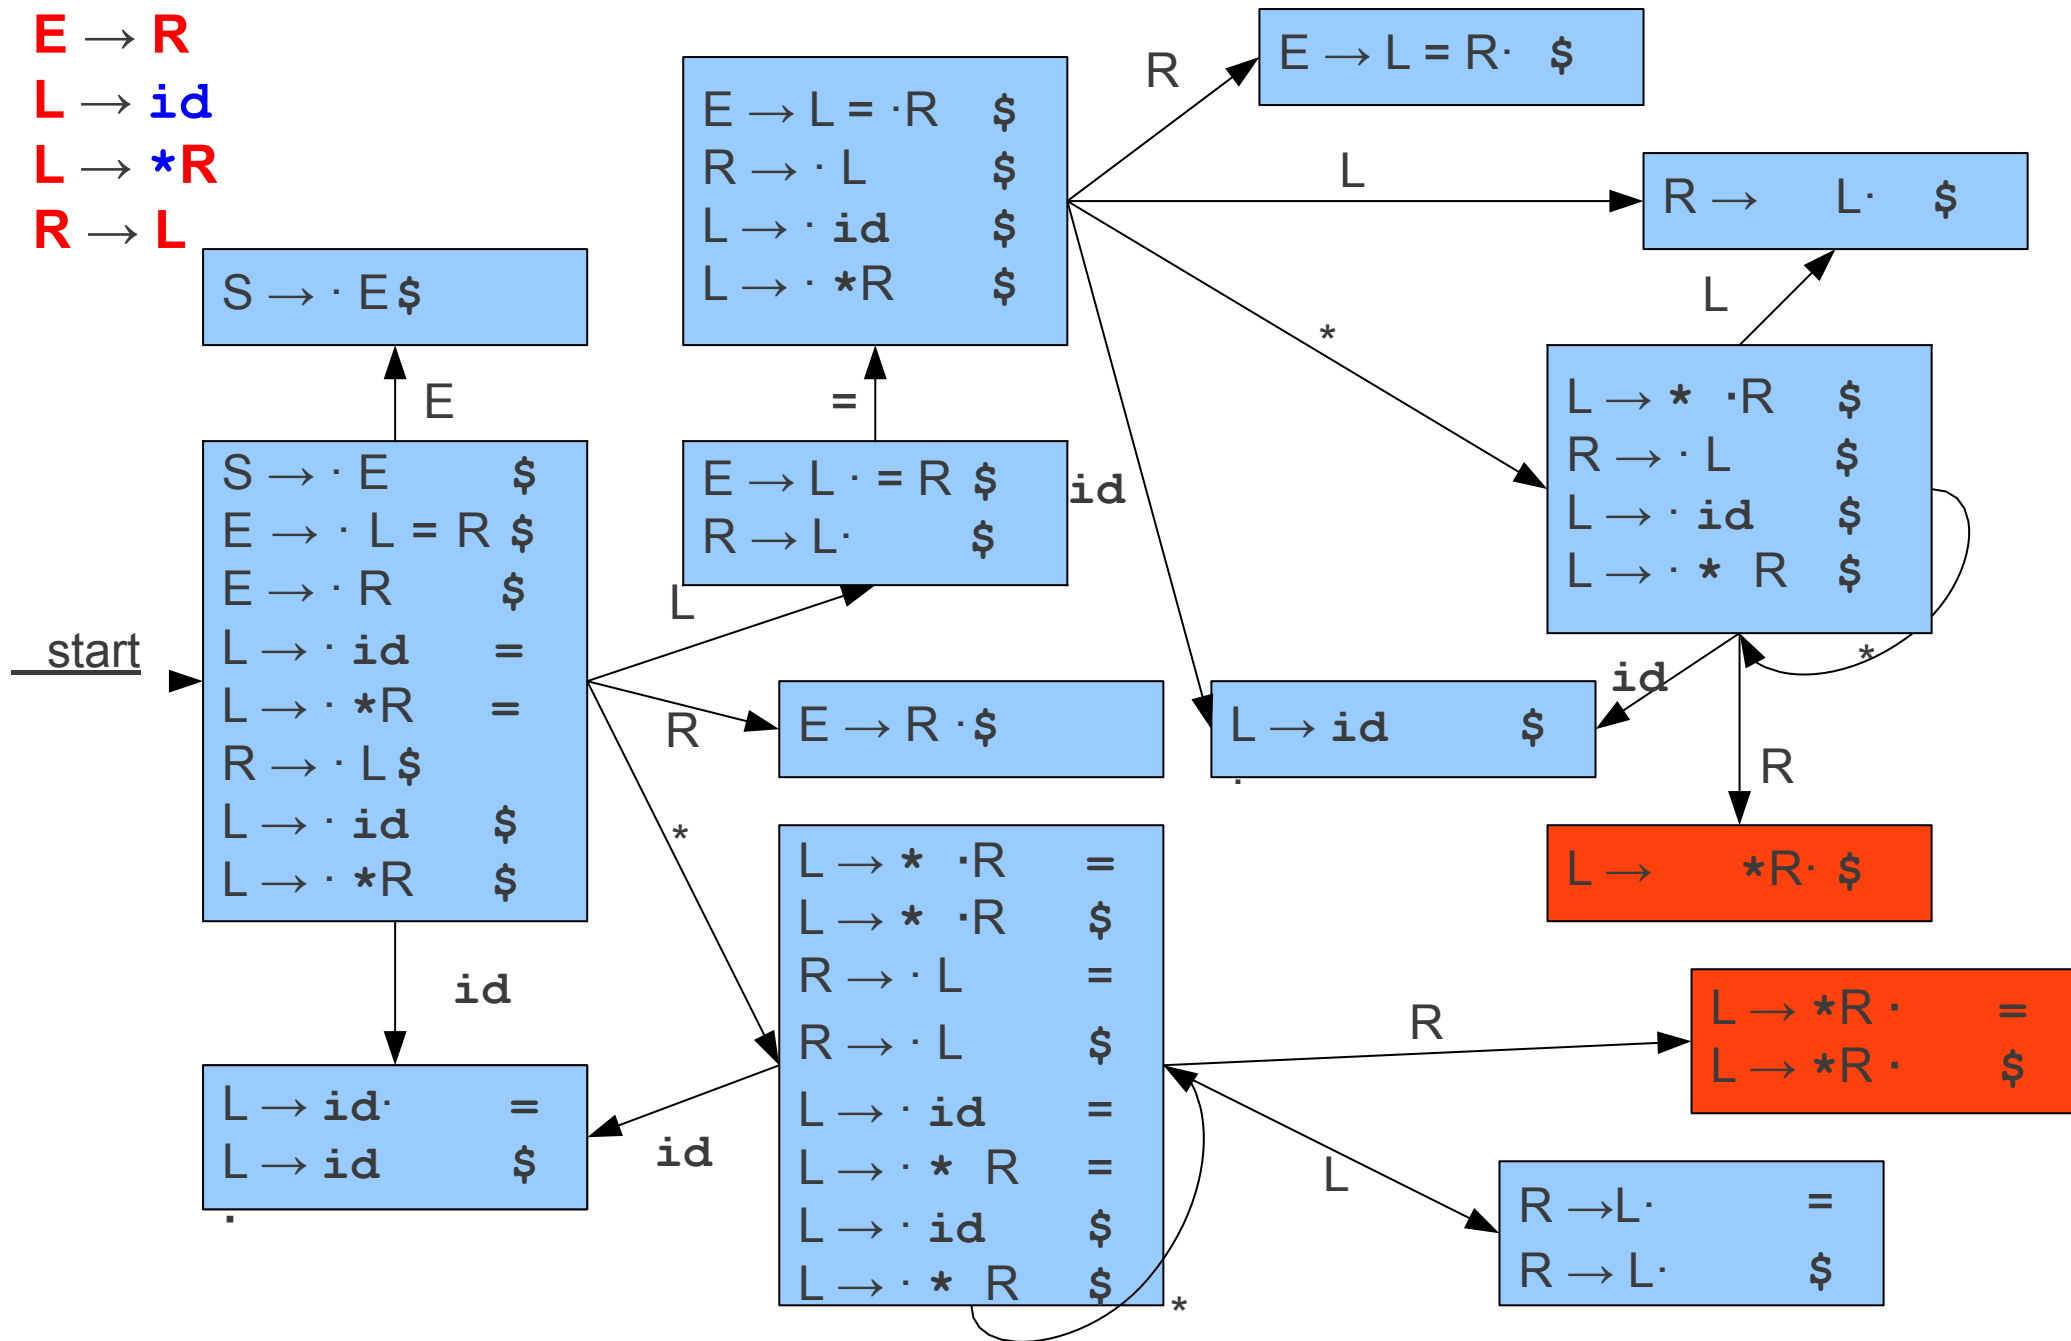 E → R
L → id
L → *R
R → L
S → · E $
E
start
S → · E $
E → · L = R $
E → · R $
L → · id =
L → · *R =
R → · L $
L → · id $
L → · *R $
id
L → id· =
L → id $
·
E → L = ·R $
R → · L $
L → · id $
L → · *R $
=
E → L · = R $
R → L· $
L
R
E → R · $
*
id
L → * ·R =
L → * ·R $
R → · L =
R → · L $
L → · id =
L → · * R =
L → · id $
L → · * R $
*
R
E → L = R· $
L
R → L· $
*
id
L
L → * ·R $
R → · L $
L → · id $
L → · * R $
*
id
L → id $
·
R
L → *R· $
R
L → *R · =
L → *R · $
L
R →L· =
R → L· $